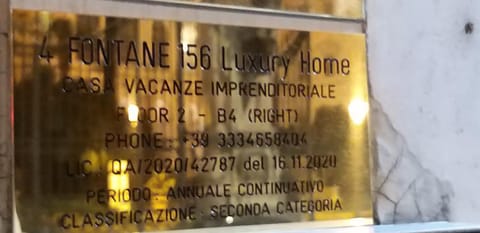 4 FONTANE 156 Luxury Home
CASA VACANZE IMPRENDITORIALE
FLOOR 2 - B4 (RIGHT)
PHONE: +39 3334658404
LIC. QA/2020/42787 del 16.11.2020
PERIODO: ANNUALE CONTINUATIVO
CLASSIFICAZIONE: SECONDA CATEGORIA